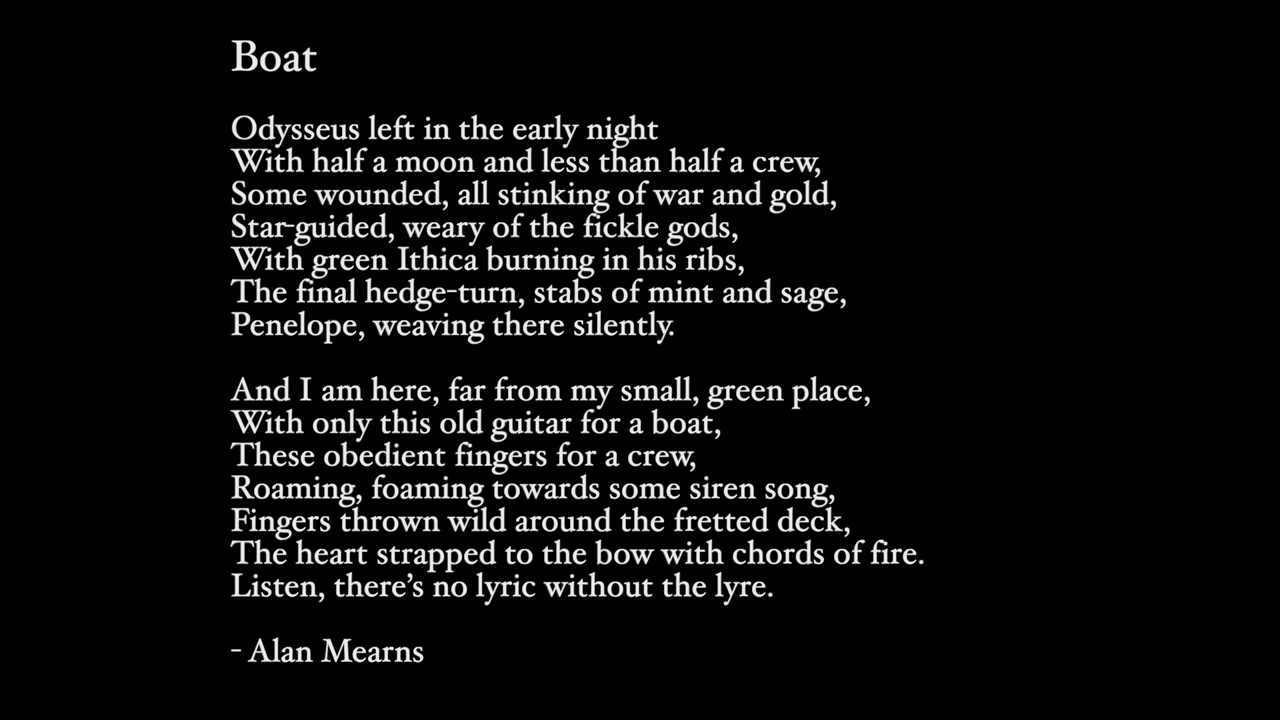 Boat
Odysseus left in the early night
With half a moon and less than half a crew,
Some wounded, all stinking of war and gold,
Star-guided, weary of the fickle gods,
With green Ithica burning in his ribs,
The final hedge-turn, stabs of mint and sage,
Penelope, weaving there silently.
And I am here, far from my small, green place,
With only this old guitar for a boat,
These obedient fingers for a crew,
Roaming, foaming towards some siren song,
Fingers thrown wild around the fretted deck,
The heart strapped to the bow with chords of fire.
Listen, there’s no lyric without the lyre.
- Alan Mearns